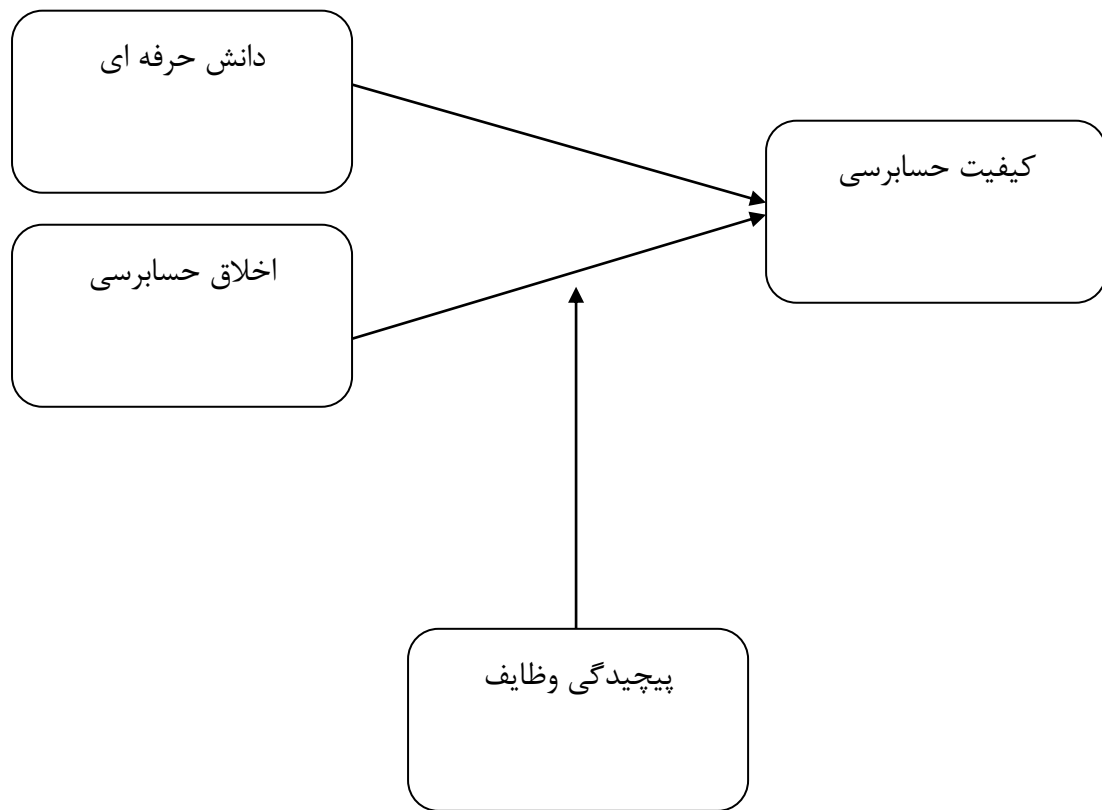 دانش حرفه ای
کیفیت حسابرسی
اخلاق حسابرسی
پیچیدگی وظایف